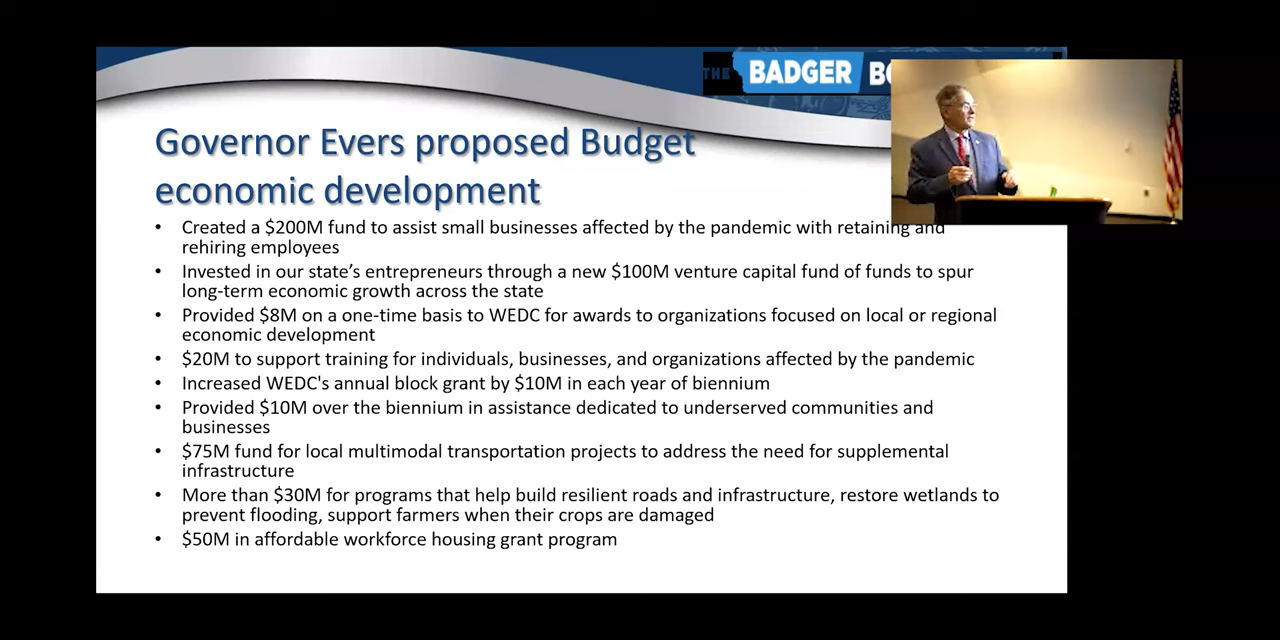 THE BADGER
Governor Evers proposed Budget
economic development
• Created a $200M fund to assist small businesses affected by the pandemic with retaining and
rehiring employees
• Invested in our state’s entrepreneurs through a new $100M venture capital fund of funds to spur
long-term economic growth across the state
• Provided $8M on a one-time basis to WEDC for awards to organizations focused on local or regional
economic development
• $20M to support training for individuals, businesses, and organizations affected by the pandemic
• Increased WEDC's annual block grant by $10M in each year of biennium
• Provided $10M over the biennium in assistance dedicated to underserved communities and
businesses
• $75M fund for local multimodal transportation projects to address the need for supplemental
infrastructure
• More than $30M for programs that help build resilient roads and infrastructure, restore wetlands to
prevent flooding, support farmers when their crops are damaged
• $50M in affordable workforce housing grant program